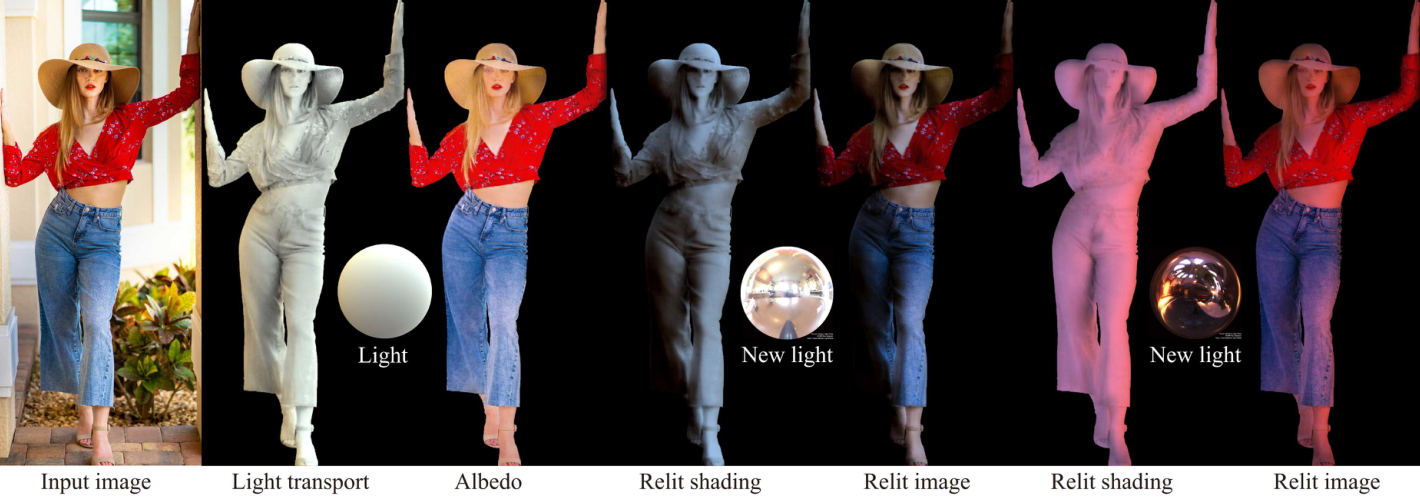 Light
New light
New light
Input image
Light transport
Albedo
Relit shading
Relit image
Relit shading
Relit image